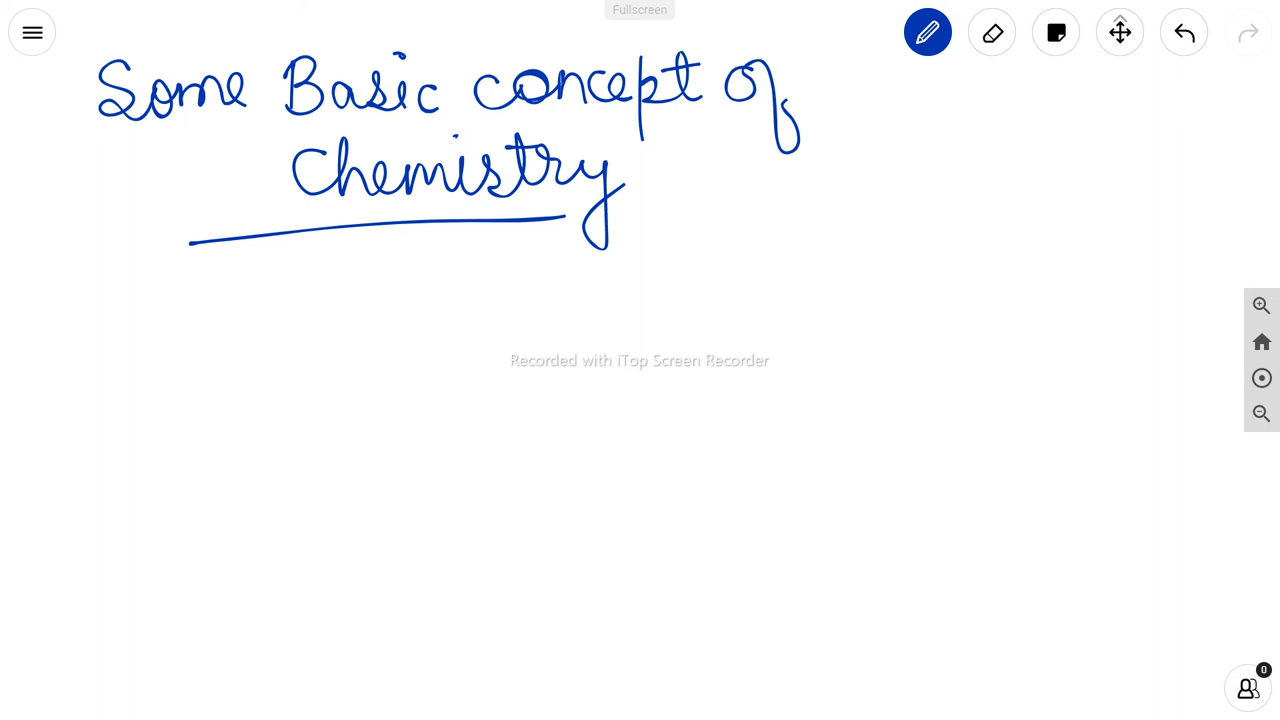 Fullscreen
Some Basic concept of
Chemistry
Recorded with iTop Screen Recorder
0